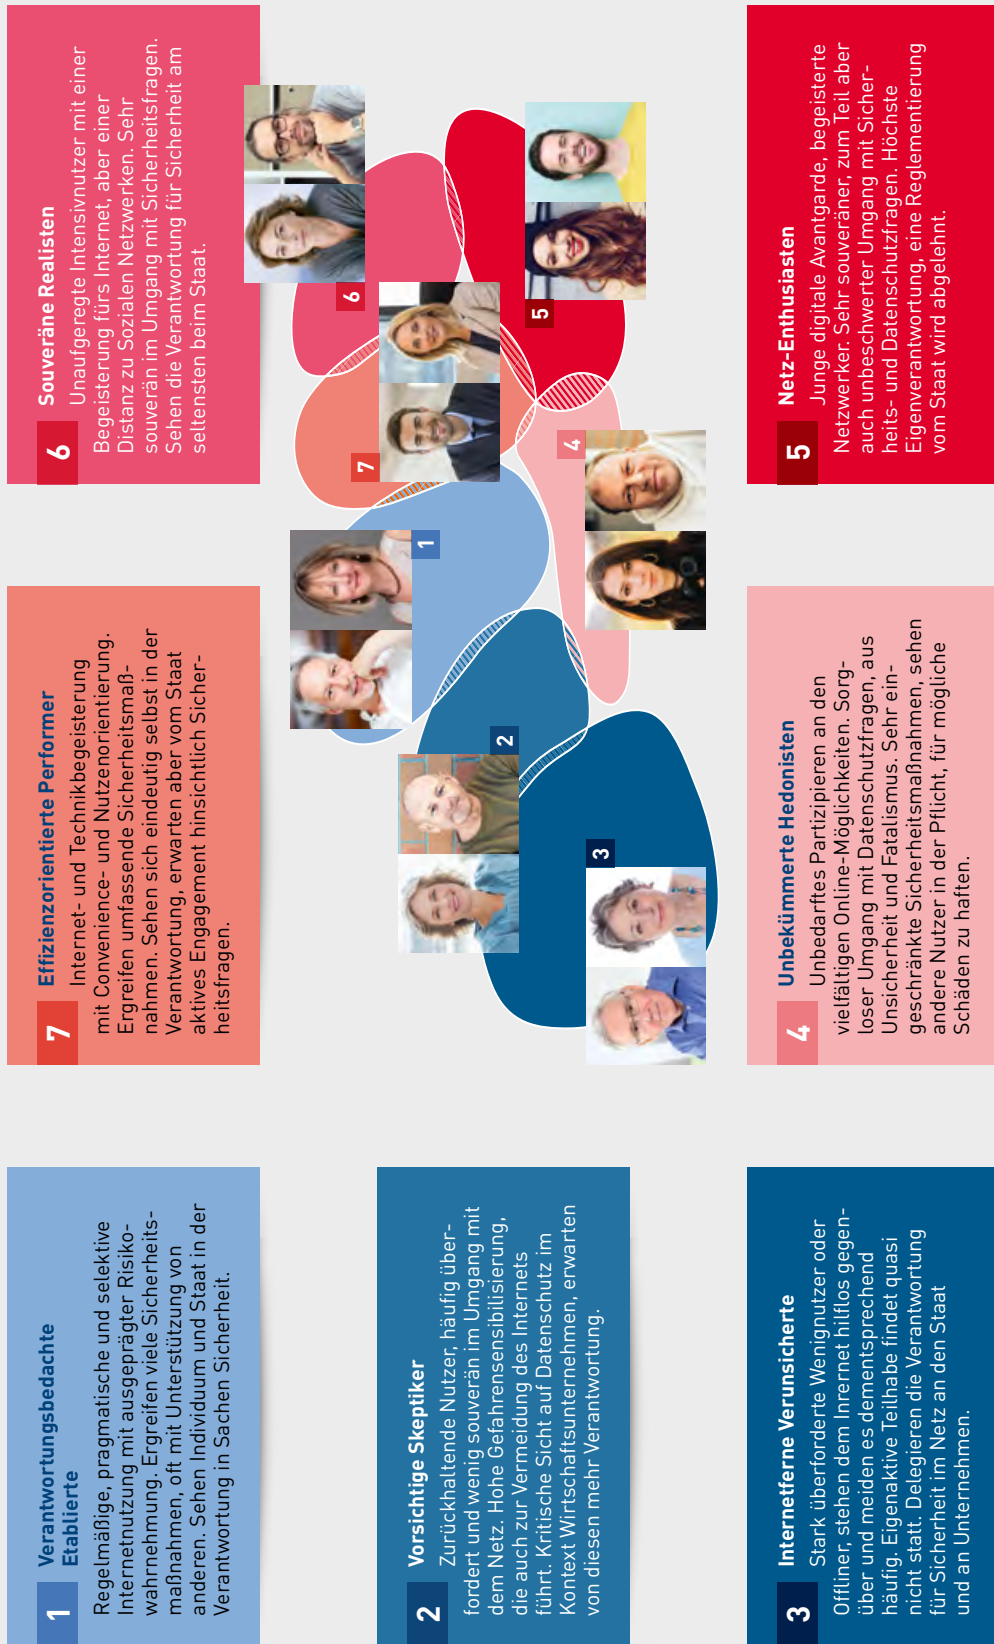 1
Verantwortungsbedachte
Etablierte
Regelmäßige, pragmatische und selektive
Internetnutzung mit ausgeprägter Risiko-
wahrnehmung. Ergreifen viele Sicherheits-
maßnahmen, oft mit Unterstützung von
anderen. Sehen Individuum und Staat in der
Verantwortung in Sachen Sicherheit.
7
Effizienzorientierte Performer
Internet- und Technikbegeisterung
mit Convenience- und Nutzenorientierung.
Ergreifen umfassende Sicherheitsmaß-
nahmen. Sehen sich eindeutig selbst in der
Verantwortung, erwarten aber vom Staat
aktives Engagement hinsichtlich Sicher-
heitsfragen.
6
Souveräne Realisten
Unaufgeregte Intensivnutzer mit einer
Begeisterung fürs Internet, aber einer
Distanz zu Sozialen Netzwerken. Sehr
souverän im Umgang mit Sicherheitsfragen.
Sehen die Verantwortung für Sicherheit am
seltensten beim Staat.
2
Vorsichtige Skeptiker
Zurückhaltende Nutzer, häufig über-
fordert und wenig souverän im Umgang mit
dem Netz. Hohe Gefahrensensibilisierung,
die auch zur Vermeidung des Internets
führt. Kritische Sicht auf Datenschutz im
Kontext Wirtschaftsunternehmen, erwarten
von diesen mehr Verantwortung.
6
7
1
2
5
4
3
3
Internetferne Verunsicherte
Stark überforderte Wenignutzer oder
Offliner, stehen dem Inrernet hilflos gegen-
über und meiden es dementsprechend
häufig. Eigenaktive Teilhabe findet quasi
nicht statt. Delegieren die Verantwortung
für Sicherheit im Netz an den Staat
und an Unternehmen.
4
Unbekümmerte Hedonisten
Unbedarftes Partizipieren an den
vielfältigen Online-Möglichkeiten. Sorg-
loser Umgang mit Datenschutzfragen, aus
Unsicherheit und Fatalismus. Sehr ein-
geschränkte Sicherheitsmaßnahmen, sehen
andere Nutzer in der Pflicht, für mögliche
Schäden zu haften.
5
Netz-Enthusiasten
Junge digitale Avantgarde, begeisterte
Netzwerker. Sehr souveräner, zum Teil aber
auch unbeschwerter Umgang mit Sicher-
heits- und Datenschutzfragen. Höchste
Eigenverantwortung, eine Reglementierung
vom Staat wird abgelehnt.